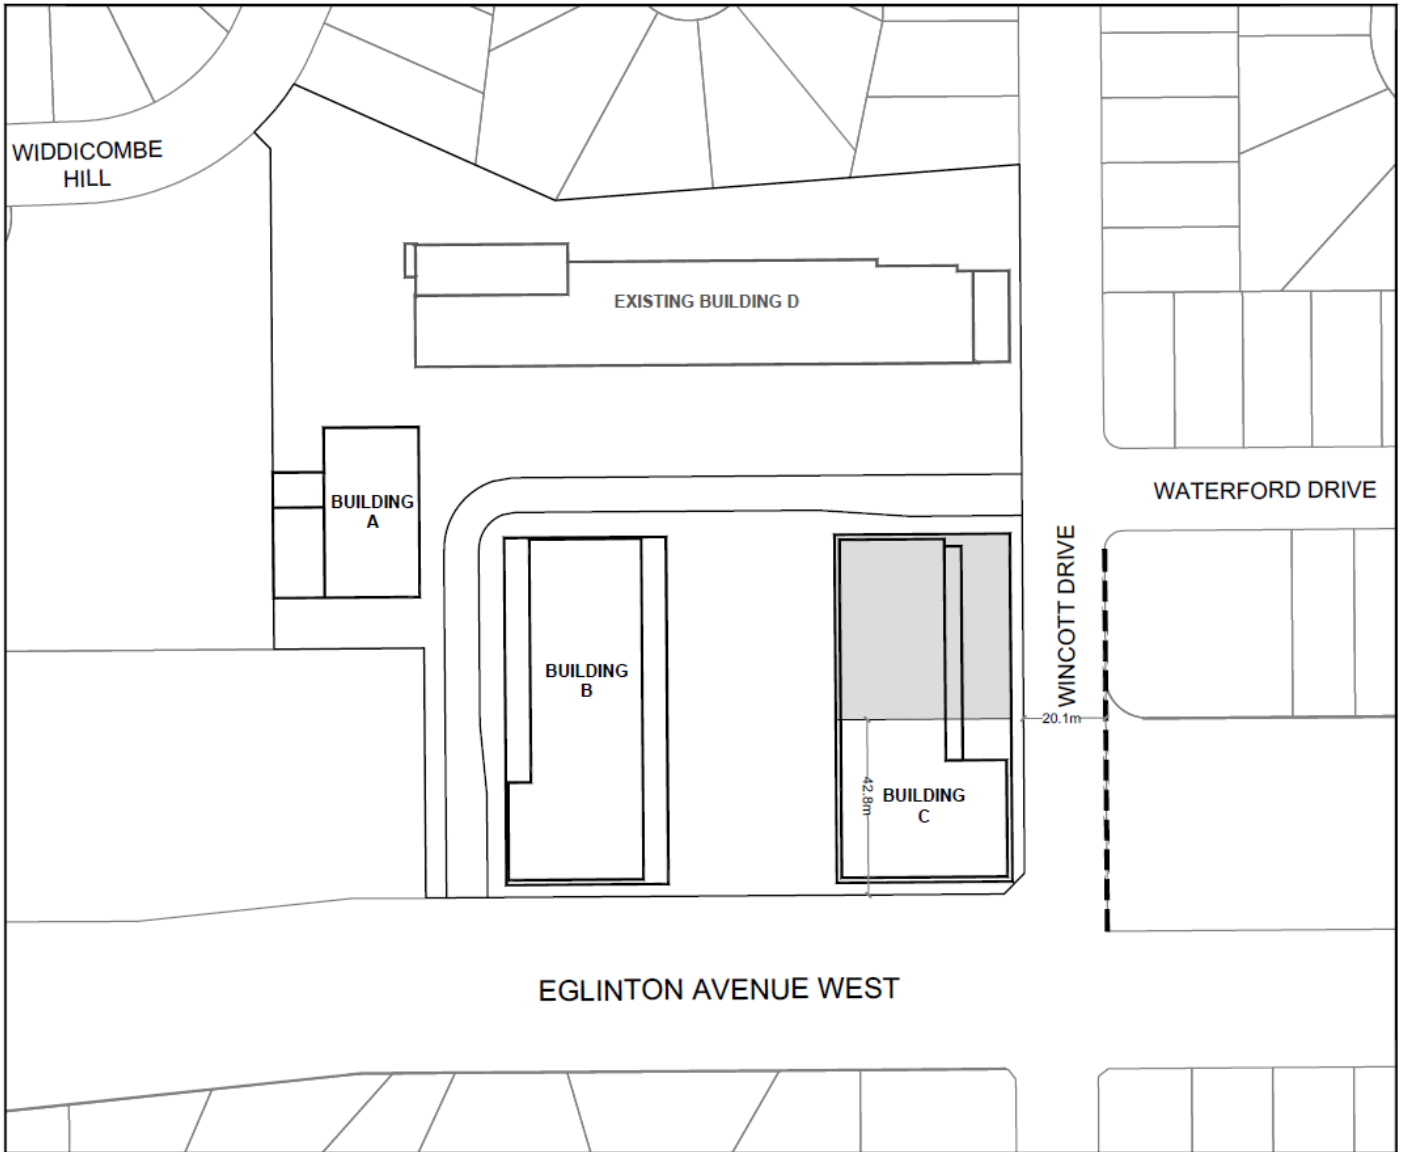 WIDDICOMBE
HILL
EXISTING BUILDING D
BUILDING
A
WATERFORD DRIVE
WINCOTT DRIVE
BUILDING
B
20.1m
42.8m
BUILDING
C
EGLINTON AVENUE WEST